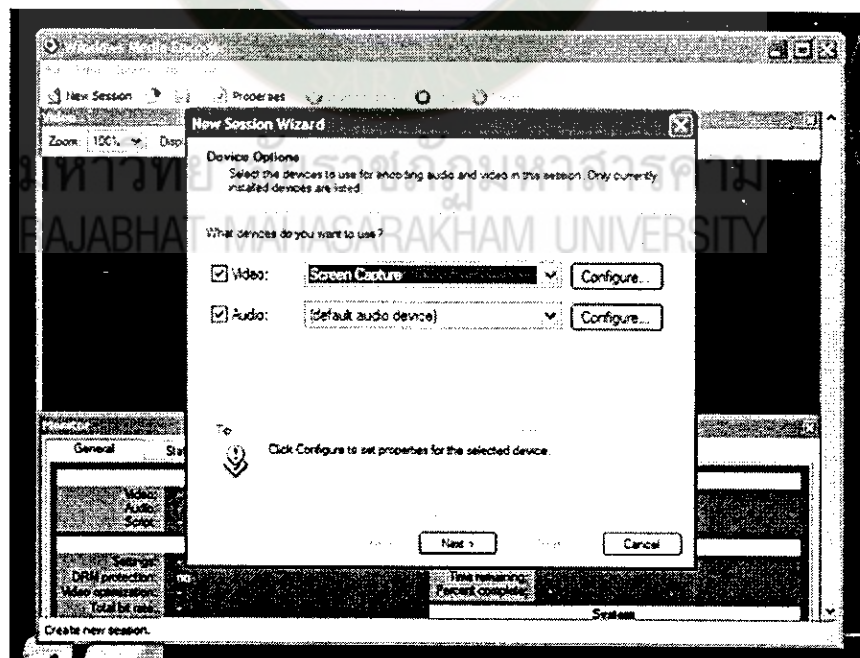 Windows Media Encoder
New Session
Properties
Zoom: 100%
New Session Wizard
Device Options
Select the devices to use for encoding audio and video in this session. Only currently
installed devices are listed.
What devices do you want to use?
มหาวิทยาลัยราชภัฏมหาสารคาม
RAJABHAT MAHASARAKHAM UNIVERSITY
Video: Screen Capture Configure...
Audio: (default audio device) Configure...
Tip
Click Configure to set properties for the selected device.
Next > Cancel
Monitor
General
Video:
Audio:
Script:
Settings:
DRM protection: no
Video optimization:
Total bit rate:
Time remaining:
Percent complete:
System
Create new session.